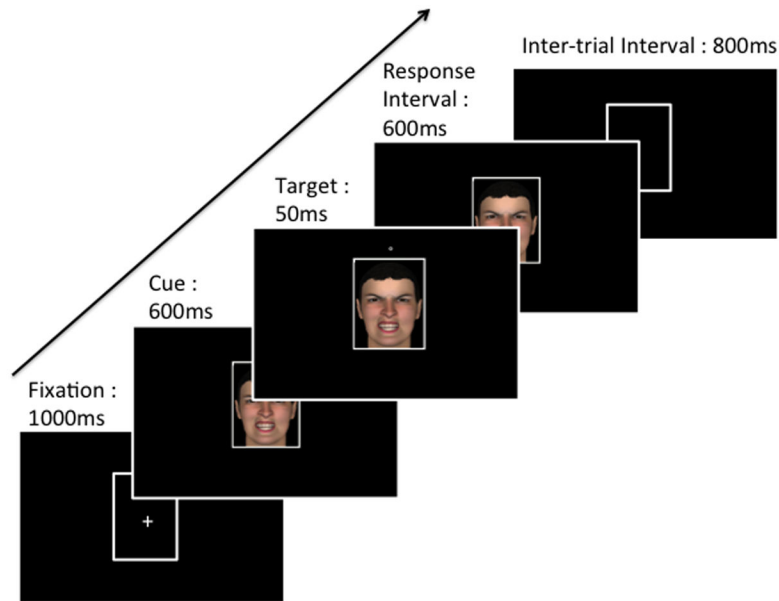 Inter-trial Interval : 800ms
Response
Interval :
600ms
Target :
50ms
Cue :
600ms
Fixation :
1000ms